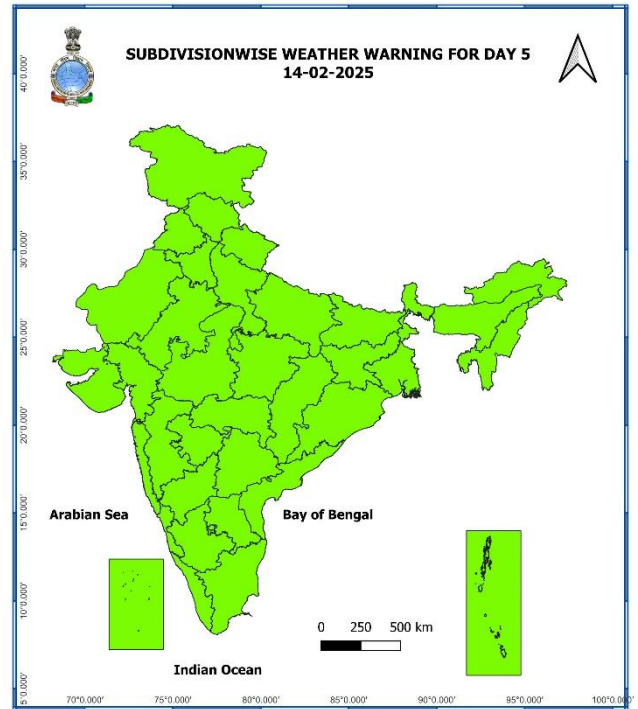 SUBDIVISIONWISE WEATHER WARNING FOR DAY 5
14-02-2025
40°0.000'
35°0.000'
30°0.000'
25°0.000'
20°0.000'
15°0.000'
10°0.000'
5°0.000'
Arabian Sea
Bay of Bengal
0 250 500 km
Indian Ocean
70°0.000' 75°0.000' 80°0.000' 85°0.000' 90°0.000' 95°0.000' 100°0.000'